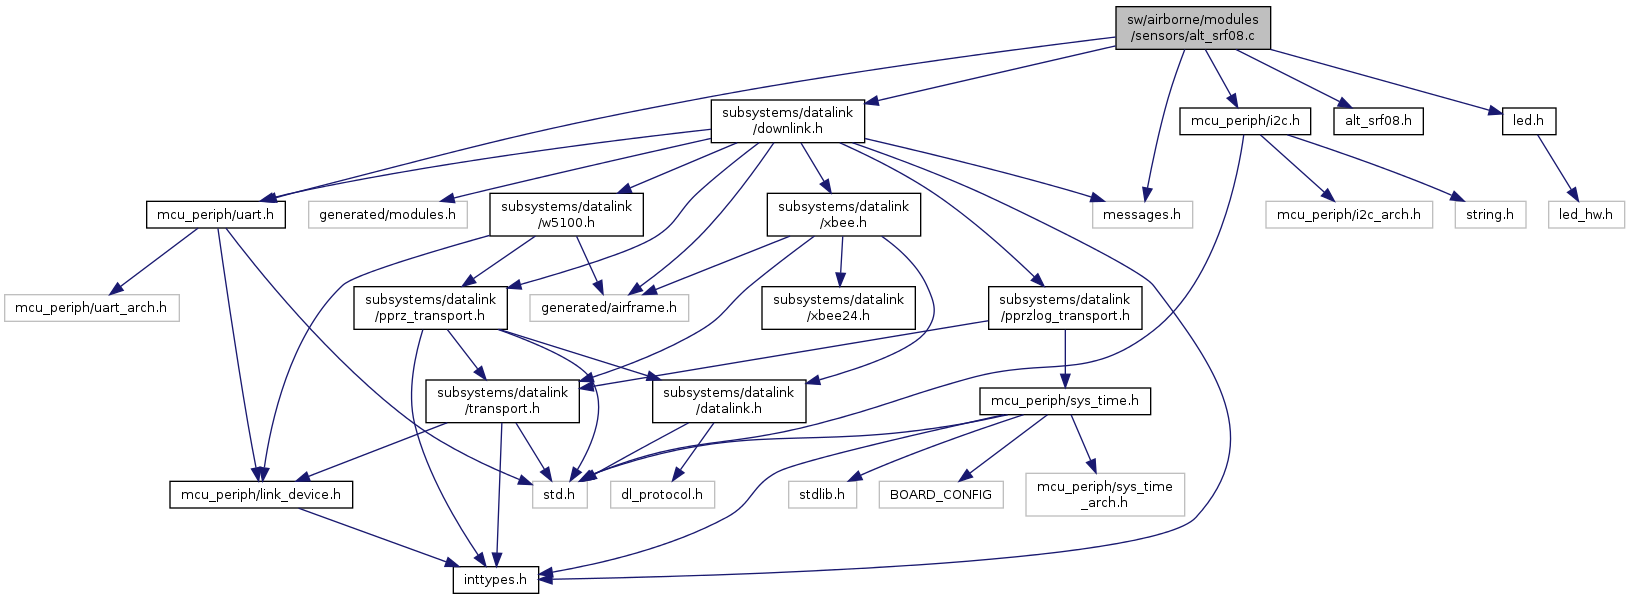 sw/airborne/modules
/sensors/alt_srf08.c
subsystems/datalink
/downlink.h
mcu_periph/i2c.h
alt_srf08.h
led.h
mcu_periph/uart.h
generated/modules.h
subsystems/datalink
/w5100.h
subsystems/datalink
/xbee.h
messages.h
mcu_periph/i2c_arch.h
string.h
led_hw.h
mcu_periph/uart_arch.h
subsystems/datalink
/pprz_transport.h
generated/airframe.h
subsystems/datalink
/xbee24.h
subsystems/datalink
/pprzlog_transport.h
subsystems/datalink
/transport.h
subsystems/datalink
/datalink.h
mcu_periph/sys_time.h
mcu_periph/link_device.h
std.h
dl_protocol.h
stdlib.h
BOARD_CONFIG
mcu_periph/sys_time
_arch.h
inttypes.h